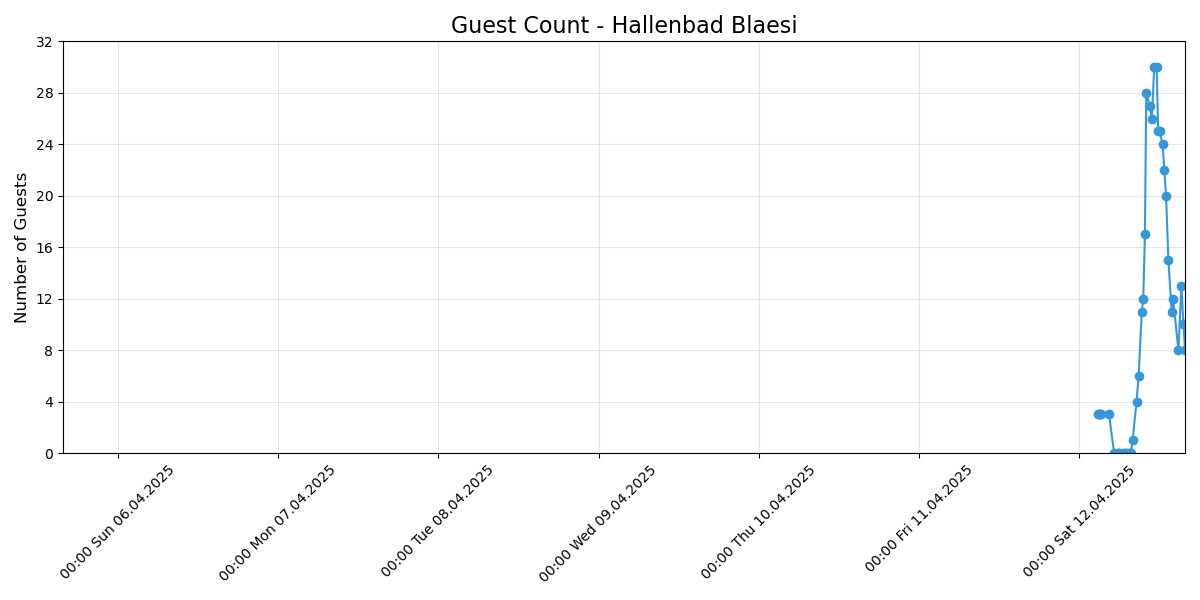 Guest Count - Hallenbad Blaesi
Number of Guests
32
28
24
20
16
12
8
4
0
00:00 Sun 06.04.2025
00:00 Mon 07.04.2025
00:00 Tue 08.04.2025
00:00 Wed 09.04.2025
00:00 Thu 10.04.2025
00:00 Fri 11.04.2025
00:00 Sat 12.04.2025